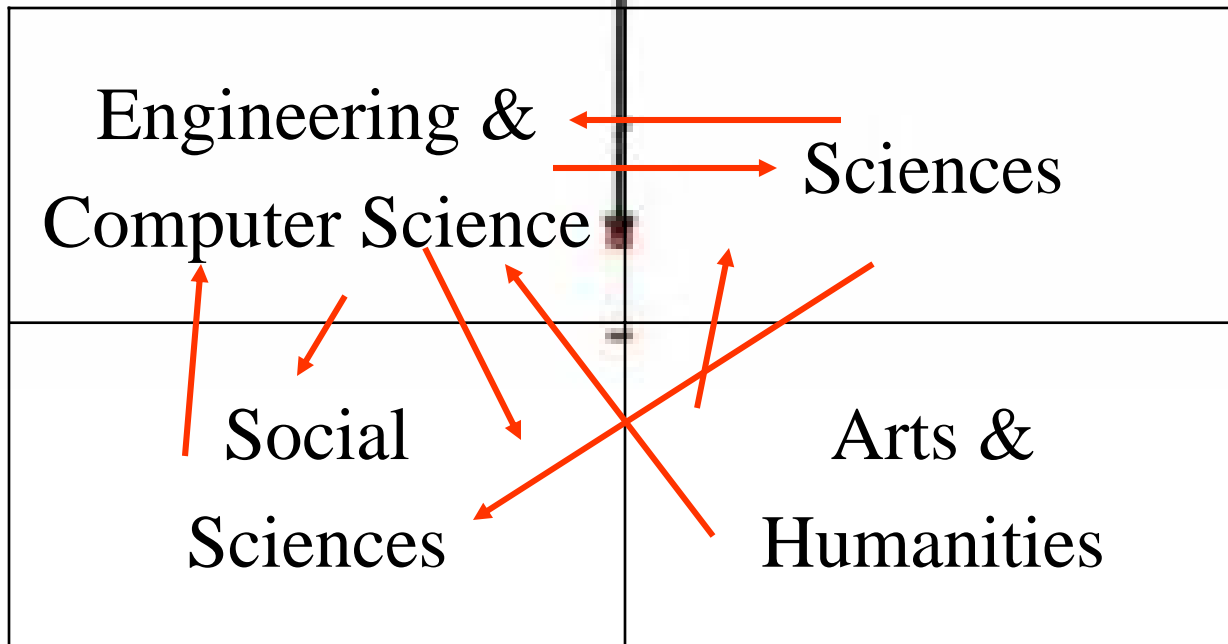 Engineering &
Computer Science
Sciences
Social
Sciences
Arts &
Humanities